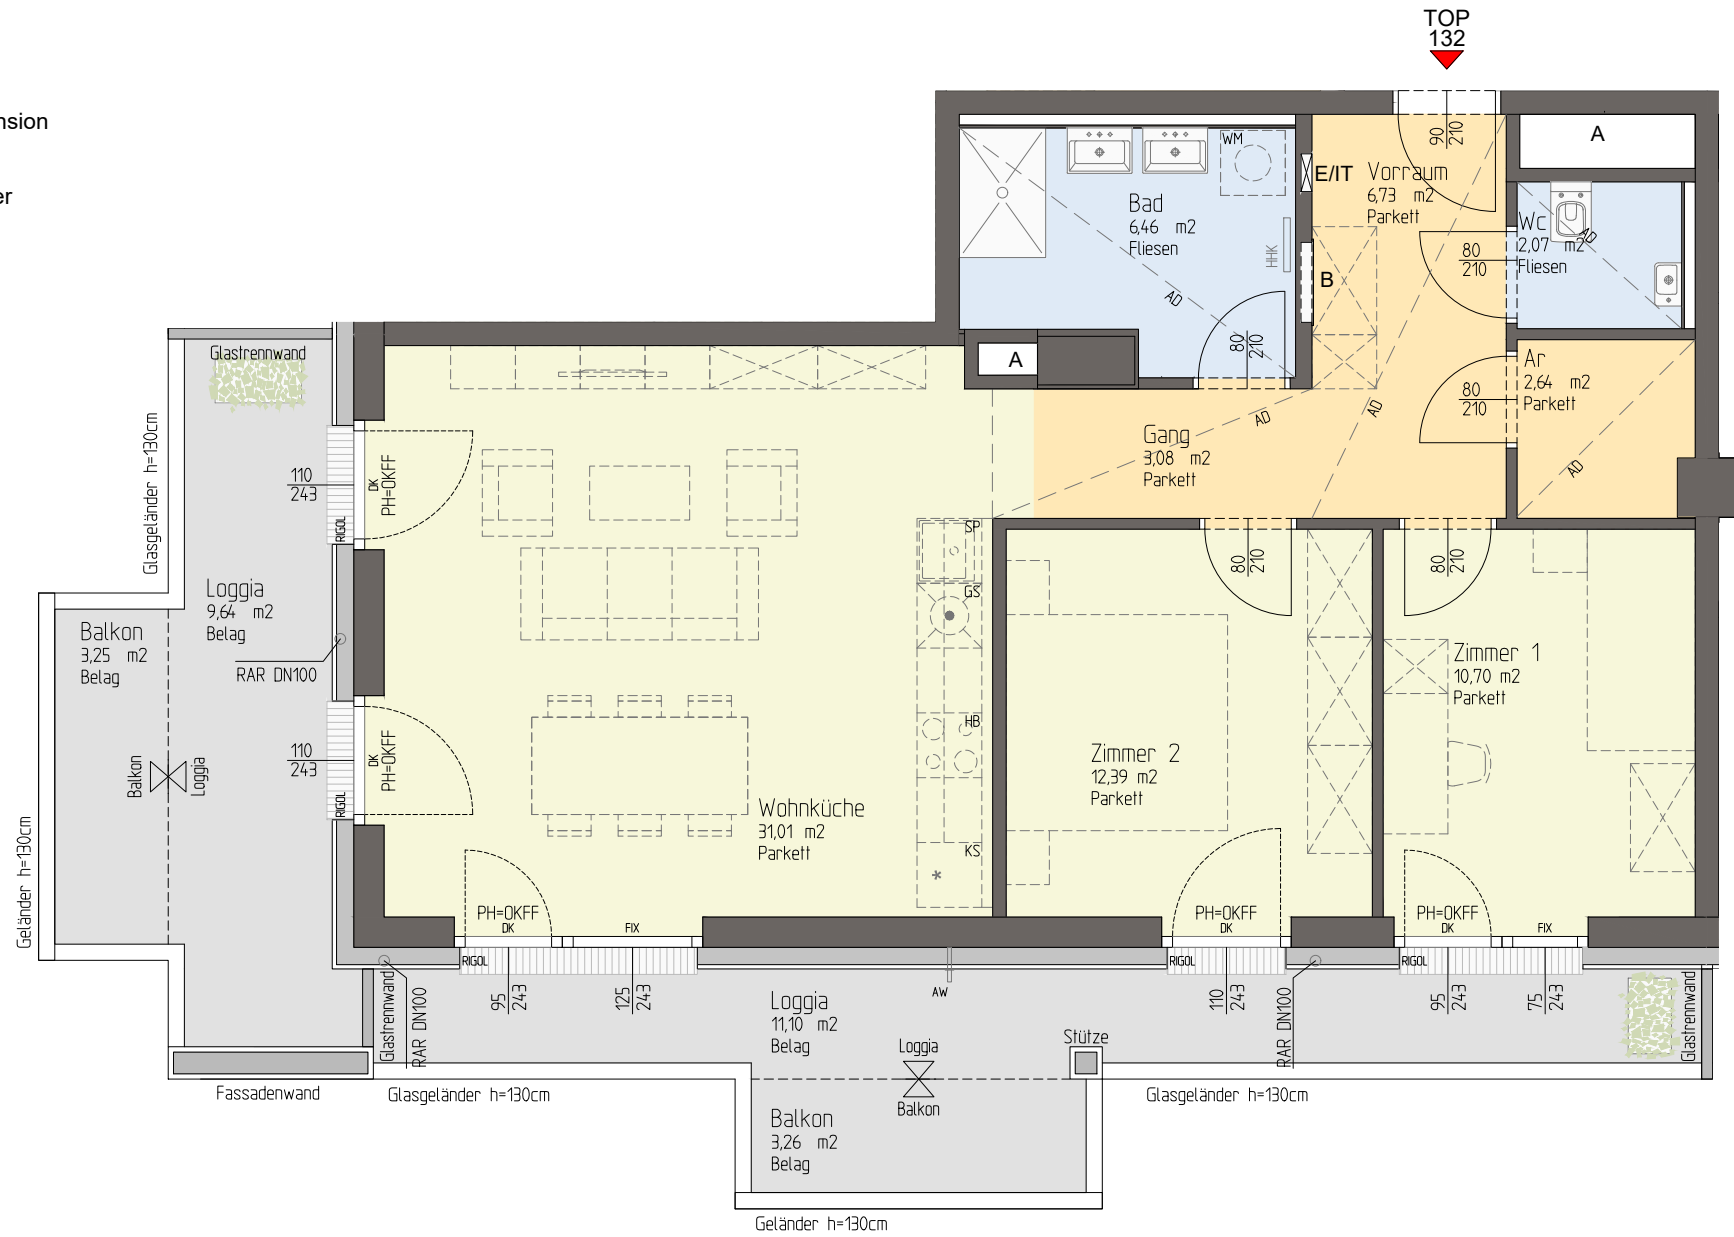 TOP
132
nsion
er
A
90
210
WM
E/IT
Vorraum
6,73 m2
Parkett
Bad
6,46 m2
Fliesen
HHK
AD
B
Wc
2,07 m2
Fliesen
AD
80
210
80
210
A
Ar
2,64 m2
Parkett
80
210
AD
AD
AD
Gang
3,08 m2
Parkett
Glastrennwand
Glasgeländer h=130cm
110
243
DK
PH=OKFF
RIGOL
SP
GS
80
210
80
210
Loggia
9,64 m2
Belag
Balkon
3,25 m2
Belag
RAR DN100
Zimmer 1
10,70 m2
Parkett
HB
Zimmer 2
12,39 m2
Parkett
110
243
DK
PH=OKFF
RIGOL
Balkon
Loggia
Wohnküche
31,01 m2
Parkett
KS
*
Geländer h=130cm
PH=OKFF
DK
FIX
PH=OKFF
DK
PH=OKFF
DK
FIX
RIGOL
RIGOL
RIGOL
Glastrennwand
RAR DN100
95
243
125
243
AW
110
243
RAR DN100
95
243
75
243
Glastrennwand
Loggia
11,10 m2
Belag
Stütze
Loggia
Balkon
Fassadenwand
Glasgeländer h=130cm
Glasgeländer h=130cm
Balkon
3,26 m2
Belag
Geländer h=130cm